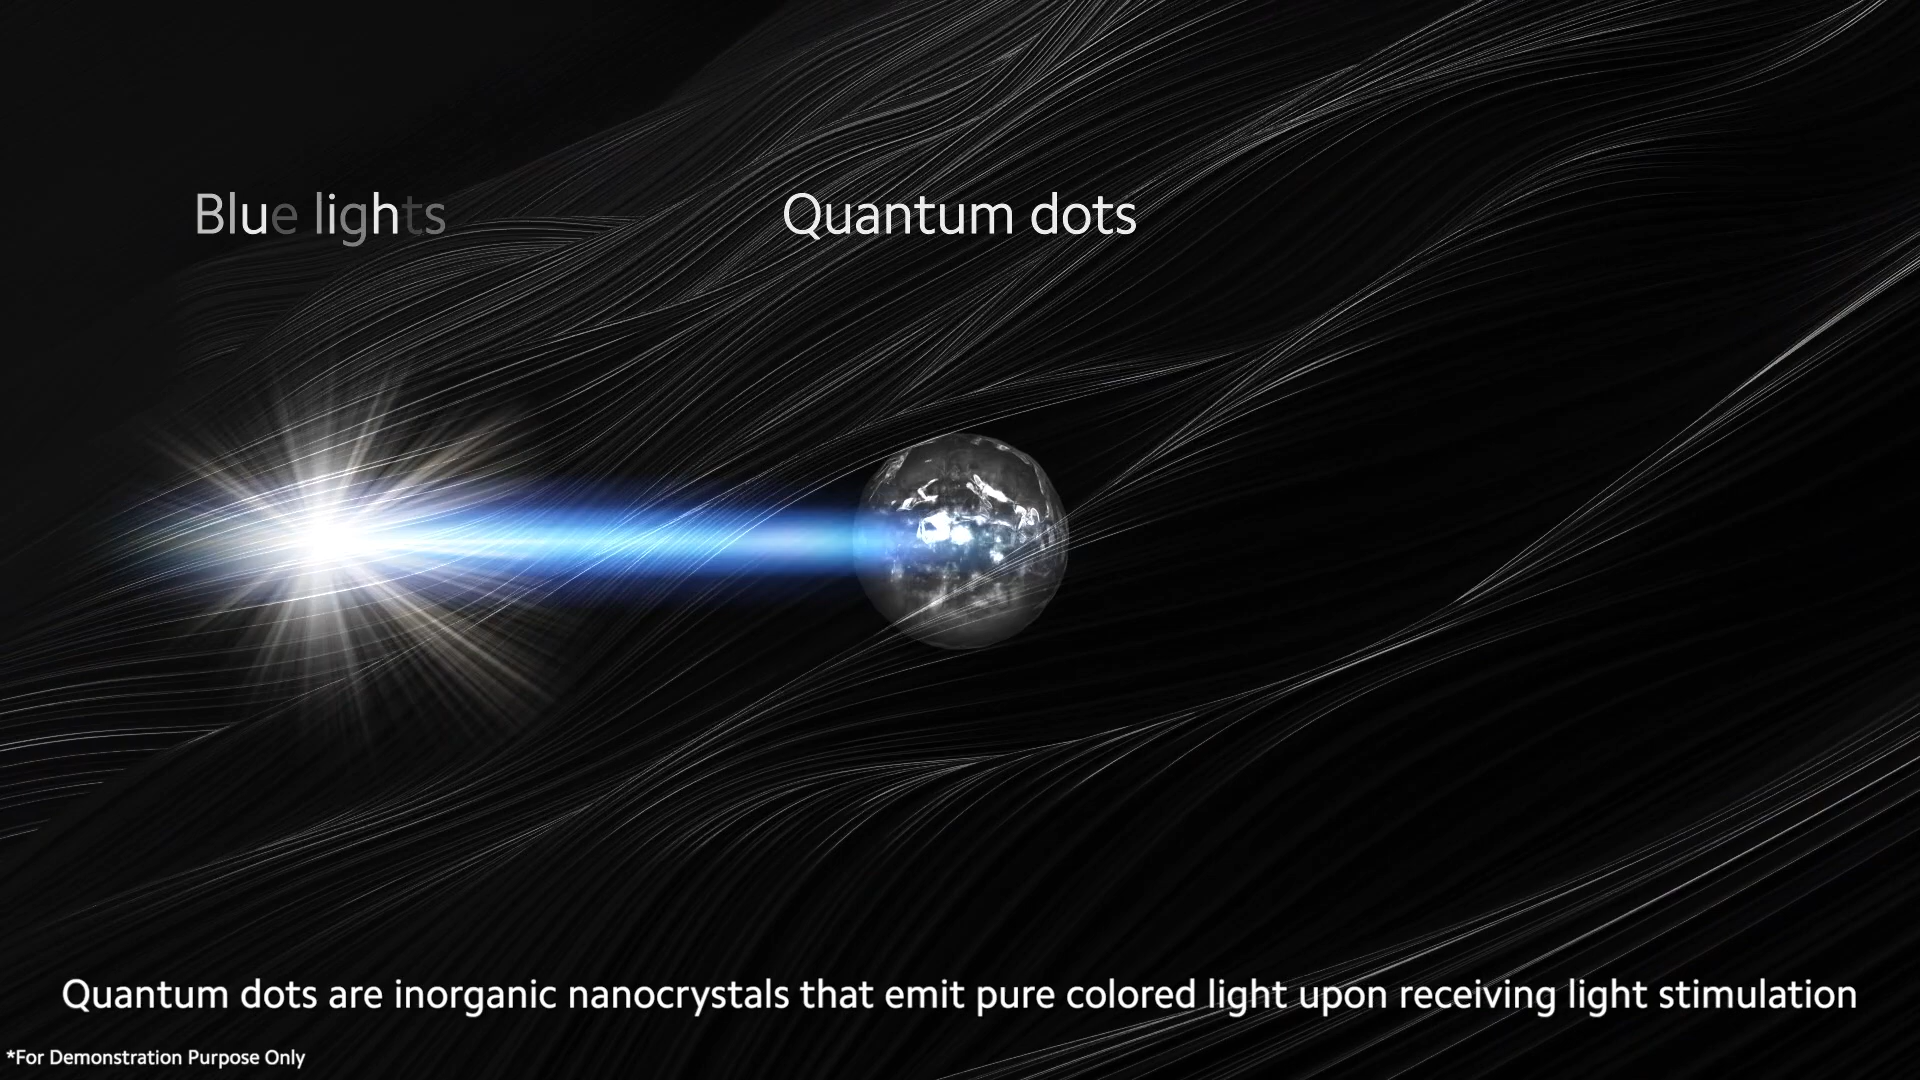 Blue lights
Quantum dots
Quantum dots are inorganic nanocrystals that emit pure colored light upon receiving light stimulation
*For Demonstration Purpose Only